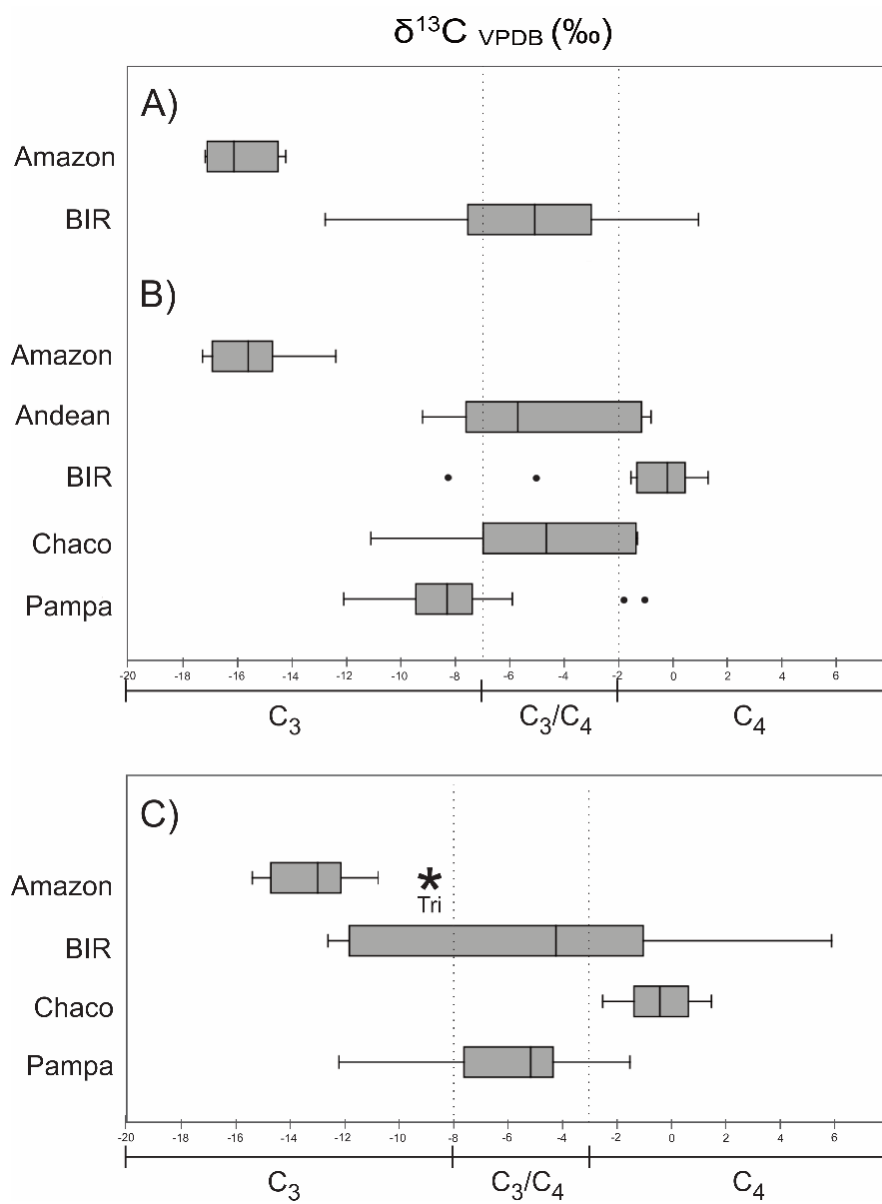 δ¹³C VPDB (‰)
A)
Amazon
BIR
B)
Amazon
Andean
BIR
Chaco
Pampa
-20 -18 -16 -14 -12 -10 -8 -6 -4 -2 0 2 4 6
C₃ C₃/C₄ C₄
C)
Amazon
* Tri
BIR
Chaco
Pampa
-20 -18 -16 -14 -12 -10 -8 -6 -4 -2 0 2 4 6
C₃ C₃/C₄ C₄